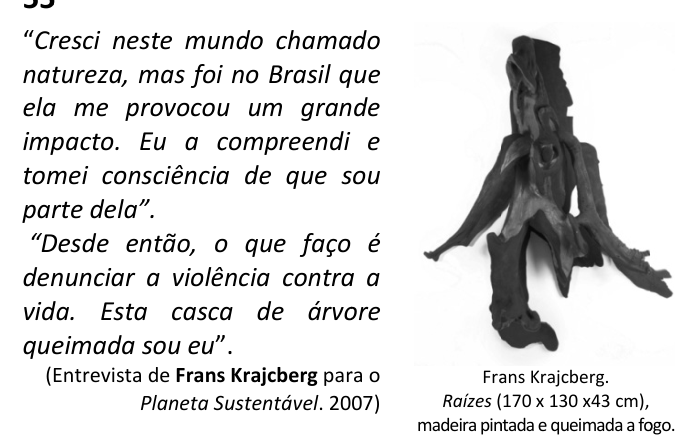 “Cresci neste mundo chamado
natureza, mas foi no Brasil que
ela me provocou um grande
impacto. Eu a compreendi e
tomei consciência de que sou
parte dela”.
“Desde então, o que faço é
denunciar a violência contra a
vida. Esta casca de árvore
queimada sou eu”.
(Entrevista de Frans Krajcberg para o
Planeta Sustentável. 2007)
Frans Krajcberg.
Raízes (170 x 130 x43 cm),
madeira pintada e queimada a fogo.